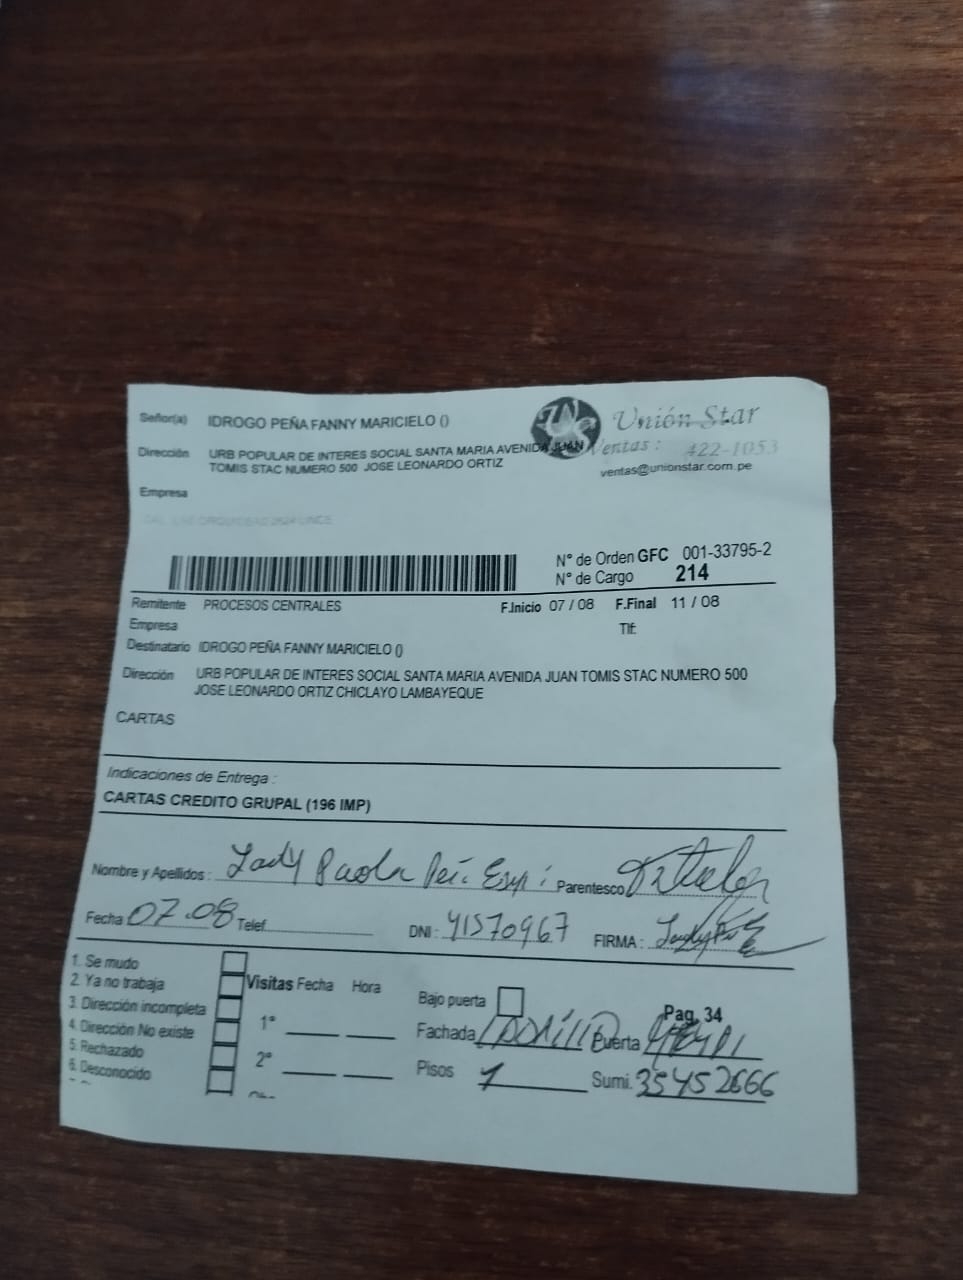 Señor(a) IDROGO PEÑA FANNY MARICIELO ()
Unión Star
Dirección URB POPULAR DE INTERES SOCIAL SANTA MARIA AVENIDA JUAN
TOMIS STAC NUMERO 500 JOSE LEONARDO ORTIZ
Ventas: 422-1053
ventas@unionstar.com.pe
Empresa
N° de Orden GFC 001-33795-2
N° de Cargo 214
Remitente PROCESOS CENTRALES F.Inicio 07 / 08 F.Final 11 / 08
Empresa Tlf:
Destinatario IDROGO PEÑA FANNY MARICIELO ()
Dirección URB POPULAR DE INTERES SOCIAL SANTA MARIA AVENIDA JUAN TOMIS STAC NUMERO 500
JOSE LEONARDO ORTIZ CHICLAYO LAMBAYEQUE
CARTAS
Indicaciones de Entrega :
CARTAS CREDITO GRUPAL (196 IMP)
Nombre y Apellidos : Lady Paola Parentesco
Fecha 07.08 Telef. DNI : 41570967 FIRMA :
1. Se mudo
2. Ya no trabaja
3. Dirección incompleta
4. Dirección No existe
5. Rechazado
6. Desconocido
Visitas Fecha Hora
1°
2°
Bajo puerta
Pag. 34
Fachada Puerta
Pisos 1 Sumi. 35452666